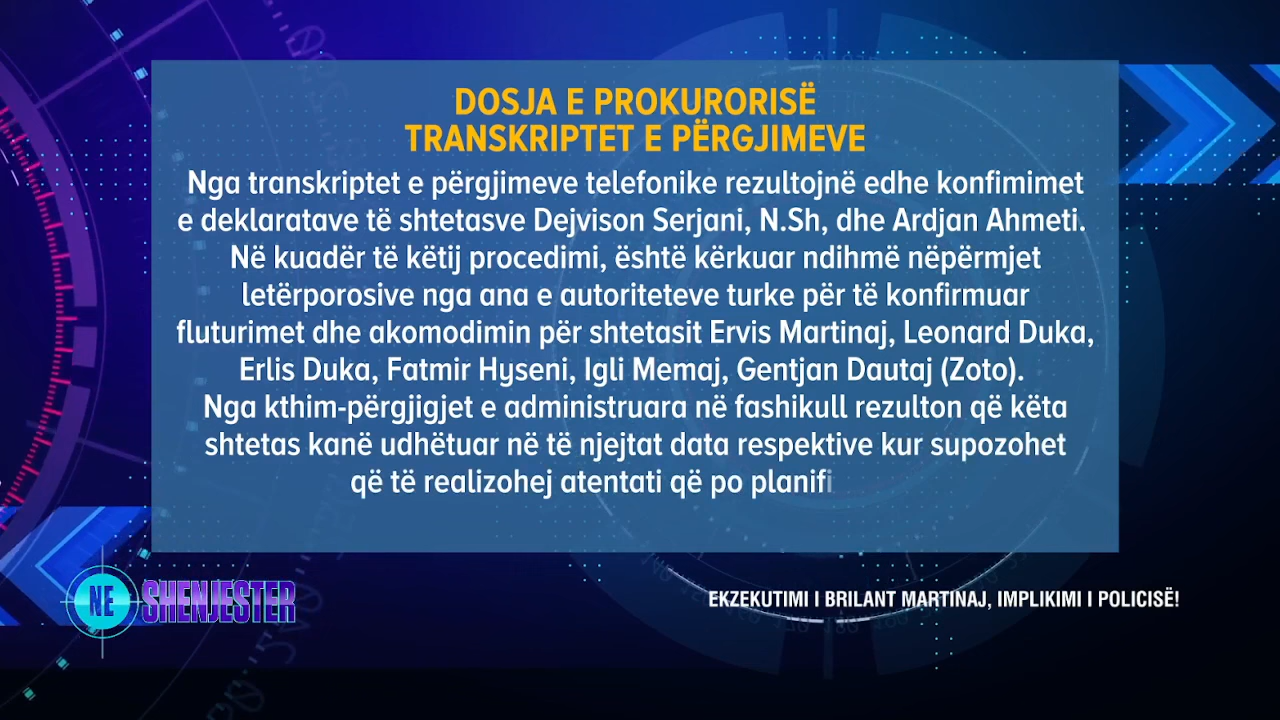 DOSJA E PROKURORISË
TRANSKRIPTET E PËRGJIMEVE
Nga transkriptet e përgjimeve telefonike rezultojnë edhe konfimimet
e deklaratave të shtetasve Dejvison Serjani, N.Sh, dhe Ardjan Ahmeti.
Në kuadër të këtij procedimi, është kërkuar ndihmë nëpërmjet
letërporosive nga ana e autoriteteve turke për të konfirmuar
fluturimet dhe akomodimin për shtetasit Ervis Martinaj, Leonard Duka,
Erlis Duka, Fatmir Hyseni, Igli Memaj, Gentjan Dautaj (Zoto).
Nga kthim-përgjigjet e administruara në fashikull rezulton që këta
shtetas kanë udhëtuar në të njejtat data respektive kur supozohet
që të realizohej atentati që po planifi
NE SHENJESTER
EKZEKUTIMI I BRILANT MARTINAJ, IMPLIKIMI I POLICISË!